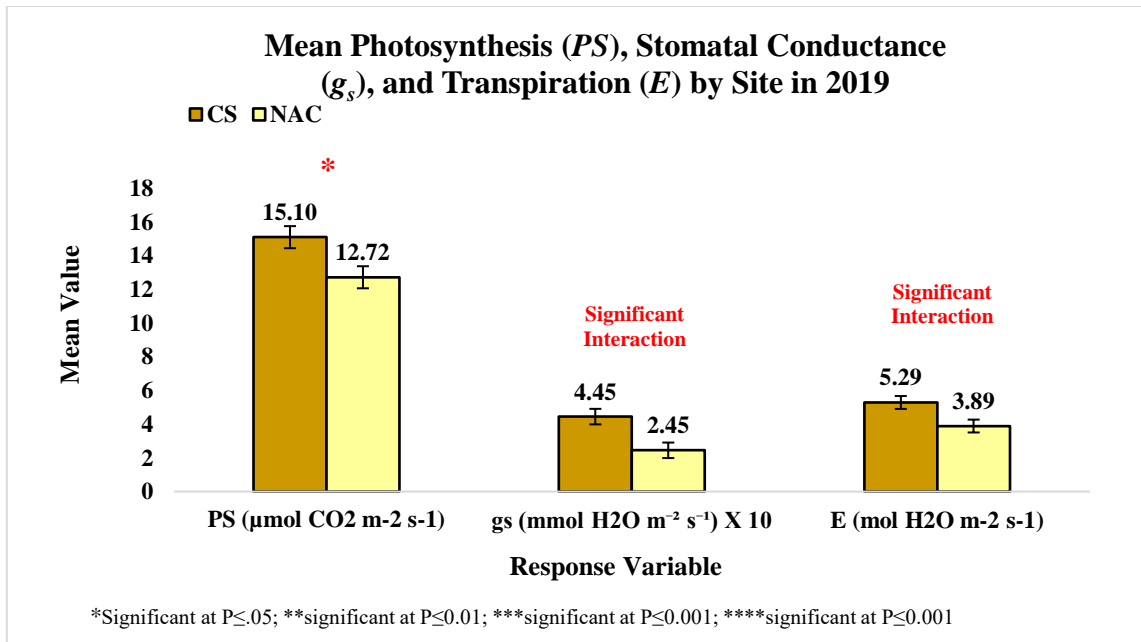 Mean Photosynthesis (PS), Stomatal Conductance
(gₛ), and Transpiration (E) by Site in 2019
CS NAC
*
18
16
14
12
10
8
6
4
2
0
Mean Value
15.10
12.72
Significant
Interaction
4.45
2.45
Significant
Interaction
5.29
3.89
PS (µmol CO2 m-2 s-1)
gs (mmol H2O m⁻² s⁻¹) X 10
E (mol H2O m-2 s-1)
Response Variable
*Significant at P≤.05; **significant at P≤0.01; ***significant at P≤0.001; ****significant at P≤0.001